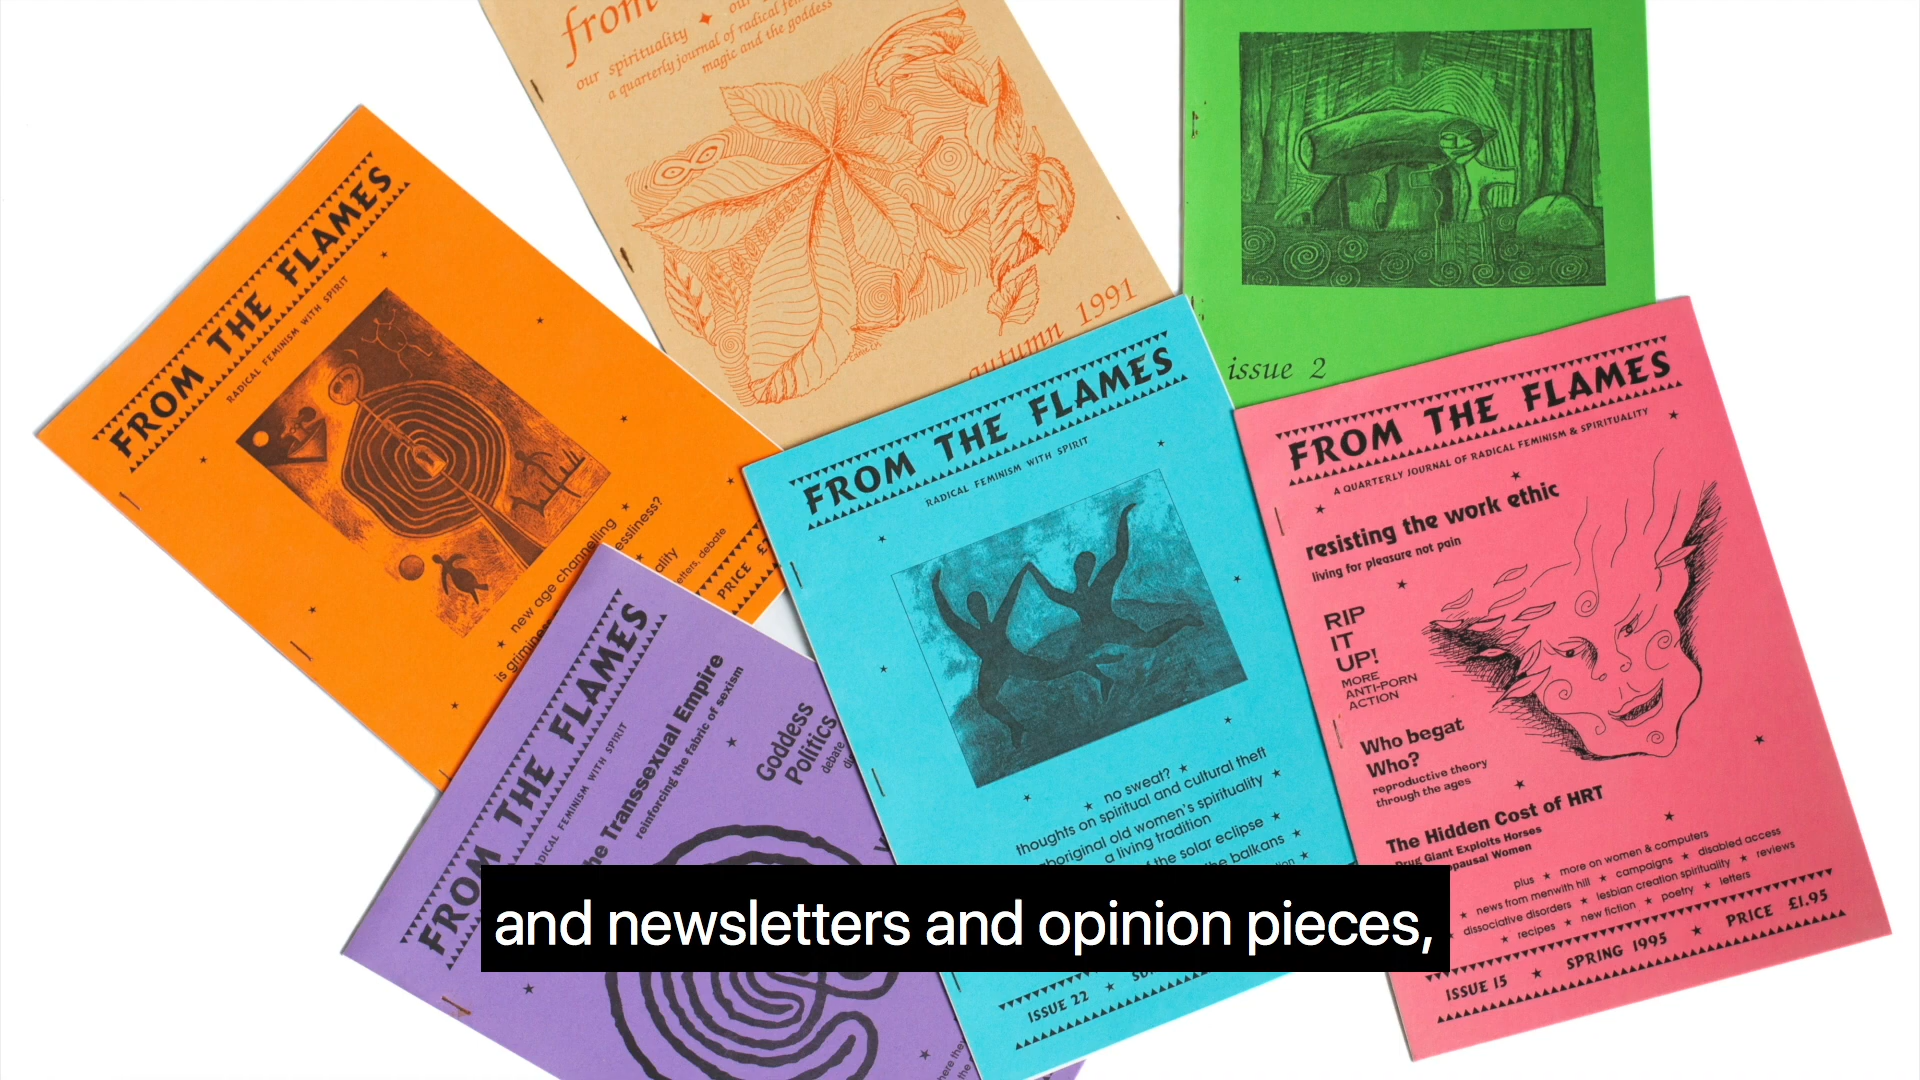 from
our spirituality
a quarterly journal of radical
magic and the goddess
autumn 1991
issue 2
FROM THE FLAMES
RADICAL FEMINISM WITH SPIRIT
new age channelling
PRICE
FROM THE FLAMES
RADICAL FEMINISM WITH SPIRIT
no sweat?
thoughts on spiritual and cultural theft
old women's spirituality
a living tradition
the solar eclipse
the balkans
ISSUE 22
FROM THE FLAMES
A QUARTERLY JOURNAL OF RADICAL FEMINISM & SPIRITUALITY
resisting the work ethic
living for pleasure not pain
RIP
IT
UP!
MORE
ANTI-PORN
ACTION
Who begat
Who?
reproductive theory
through the ages
The Hidden Cost of HRT
Drug Giant Exploits Horses
Women
plus ★ more on women & computers
★ news from menwith hill ★ campaigns ★ disabled access
dissociative disorders ★ lesbian creation spirituality ★ reviews
★ recipes ★ new fiction ★ poetry ★ letters
ISSUE 15 ★ SPRING 1995 ★ PRICE £1.95
FROM THE FLAMES
FEMINISM WITH SPIRIT
Transsexual Empire
reinforcing the fabric of sexism
Goddess
Politics
debate
and newsletters and opinion pieces,